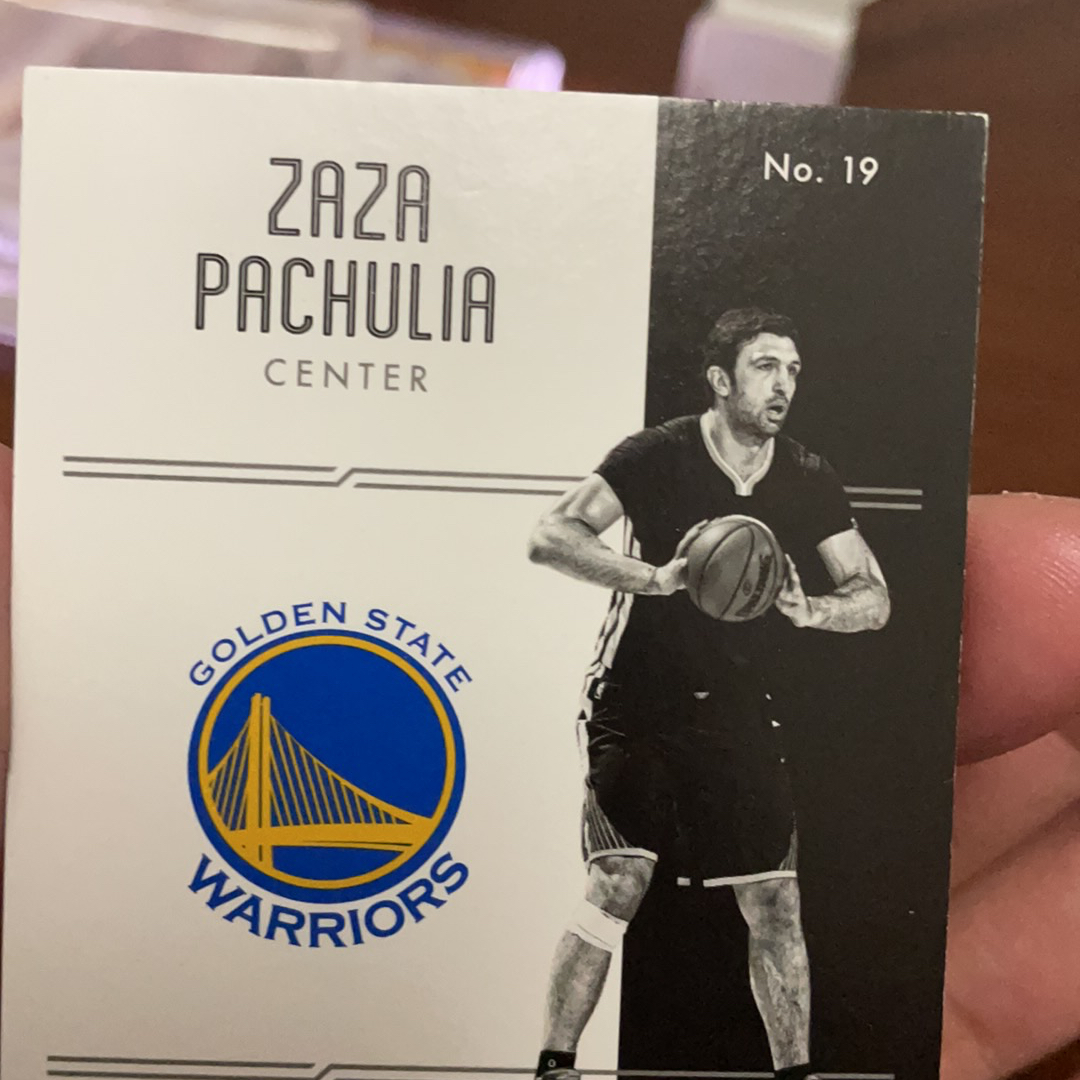 ZAZA
PACHULIA
CENTER
No. 19
GOLDEN STATE
WARRIORS